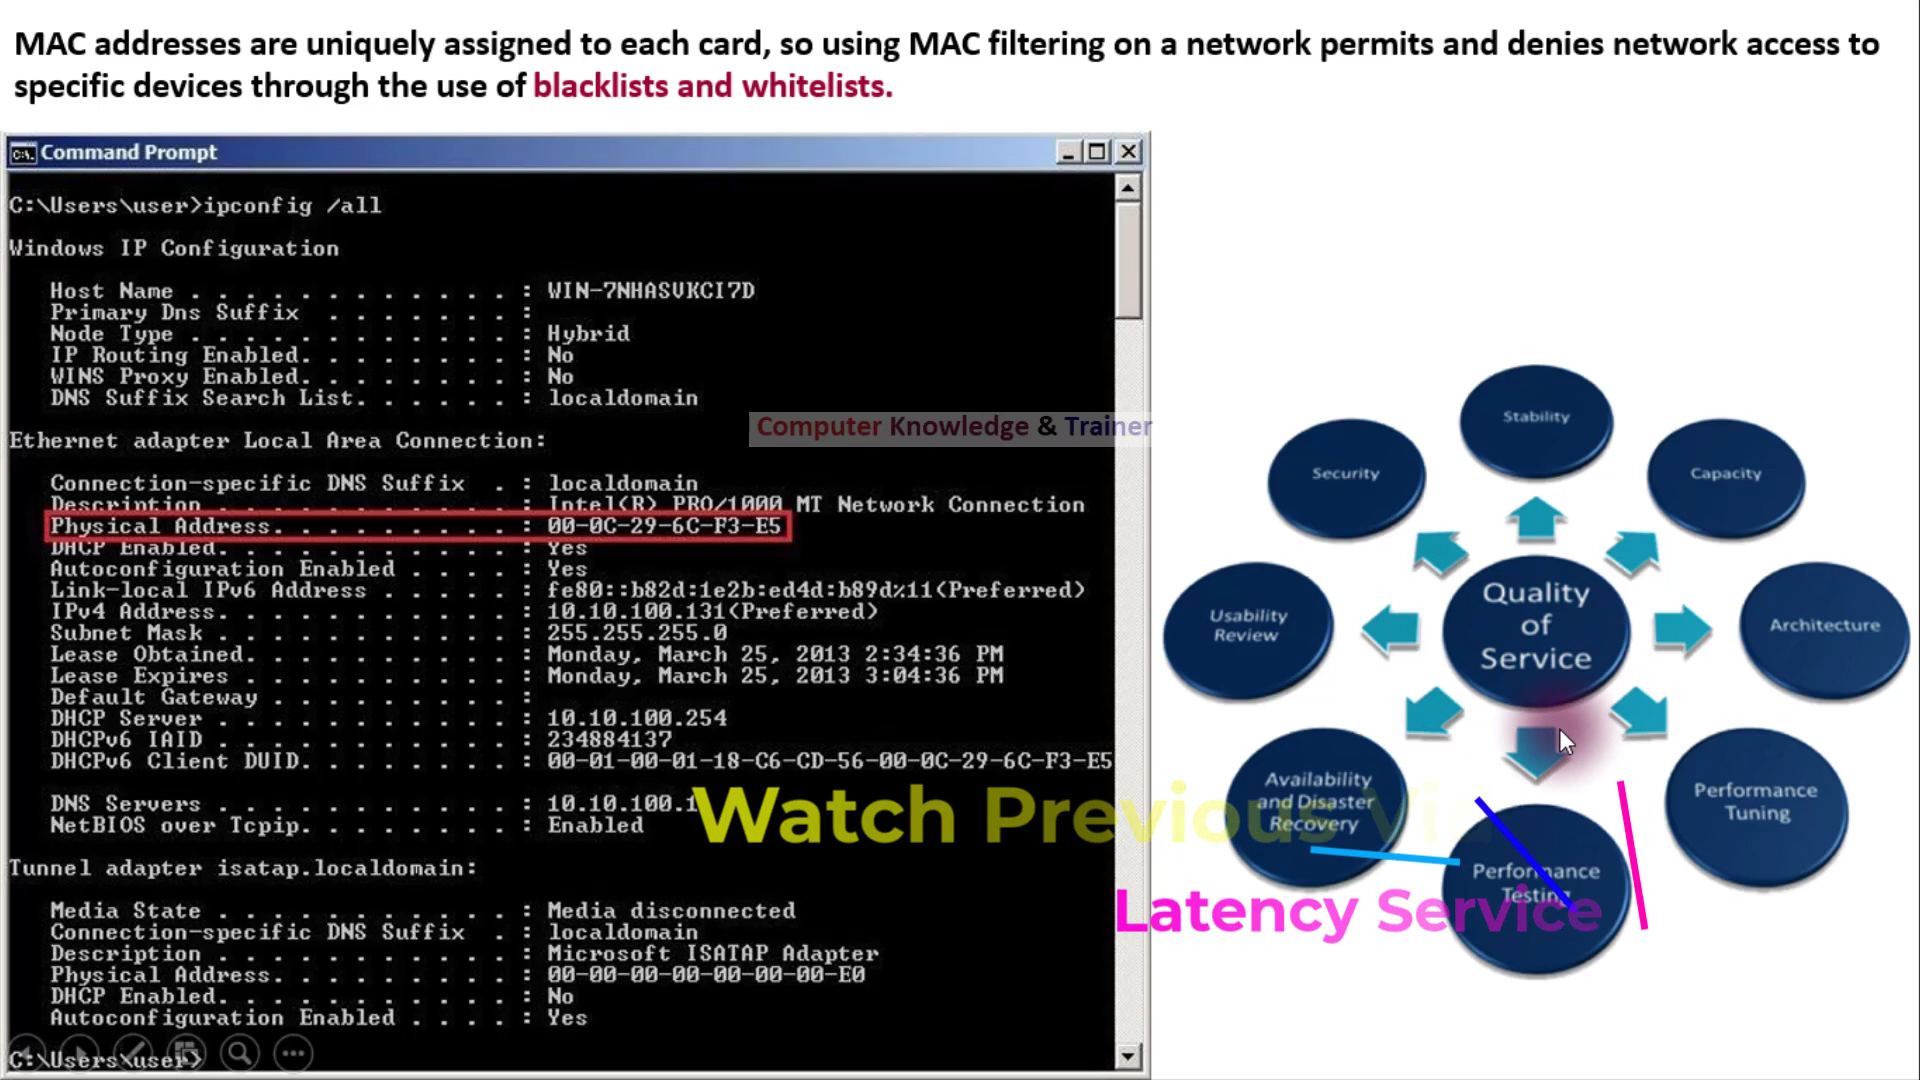 MAC addresses are uniquely assigned to each card, so using MAC filtering on a network permits and denies network access to
specific devices through the use of blacklists and whitelists.
Command Prompt
C:\Users\user>ipconfig /all
Windows IP Configuration
Host Name . . . . . . . . . . . . : WIN-7NHASVKCI7D
Primary Dns Suffix . . . . . . . :
Node Type . . . . . . . . . . . . : Hybrid
IP Routing Enabled. . . . . . . . : No
WINS Proxy Enabled. . . . . . . . : No
DNS Suffix Search List. . . . . . : localdomain
Computer Knowledge & Trainer
Ethernet adapter Local Area Connection:
Connection-specific DNS Suffix . : localdomain
Description . . . . . . . . . . . : Intel(R) PRO/1000 MT Network Connection
Physical Address. . . . . . . . . : 00-0C-29-6C-F3-E5
DHCP Enabled. . . . . . . . . . . : Yes
Autoconfiguration Enabled . . . . : Yes
Link-local IPv6 Address . . . . . : fe80::b82d:1e2b:ed4d:b89d%11(Preferred)
IPv4 Address. . . . . . . . . . . : 10.10.100.131(Preferred)
Subnet Mask . . . . . . . . . . . : 255.255.255.0
Lease Obtained. . . . . . . . . . : Monday, March 25, 2013 2:34:36 PM
Lease Expires . . . . . . . . . . : Monday, March 25, 2013 3:04:36 PM
Default Gateway . . . . . . . . . :
DHCP Server . . . . . . . . . . . : 10.10.100.254
DHCPv6 IAID . . . . . . . . . . . : 234884137
DHCPv6 Client DUID. . . . . . . . : 00-01-00-01-18-C6-CD-56-00-0C-29-6C-F3-E5
DNS Servers . . . . . . . . . . . : 10.10.100.1
NetBIOS over Tcpip. . . . . . . . : Enabled
Tunnel adapter isatap.localdomain:
Media State . . . . . . . . . . . : Media disconnected
Connection-specific DNS Suffix . : localdomain
Description . . . . . . . . . . . : Microsoft ISATAP Adapter
Physical Address. . . . . . . . . : 00-00-00-00-00-00-00-E0
DHCP Enabled. . . . . . . . . . . : No
Autoconfiguration Enabled . . . . : Yes
C:\Users\user>
Stability
Security
Capacity
Quality
of
Service
Usability
Review
Architecture
Availability
and Disaster
Recovery
Performance
Tuning
Performance
Testing
Watch Previous
Latency Service